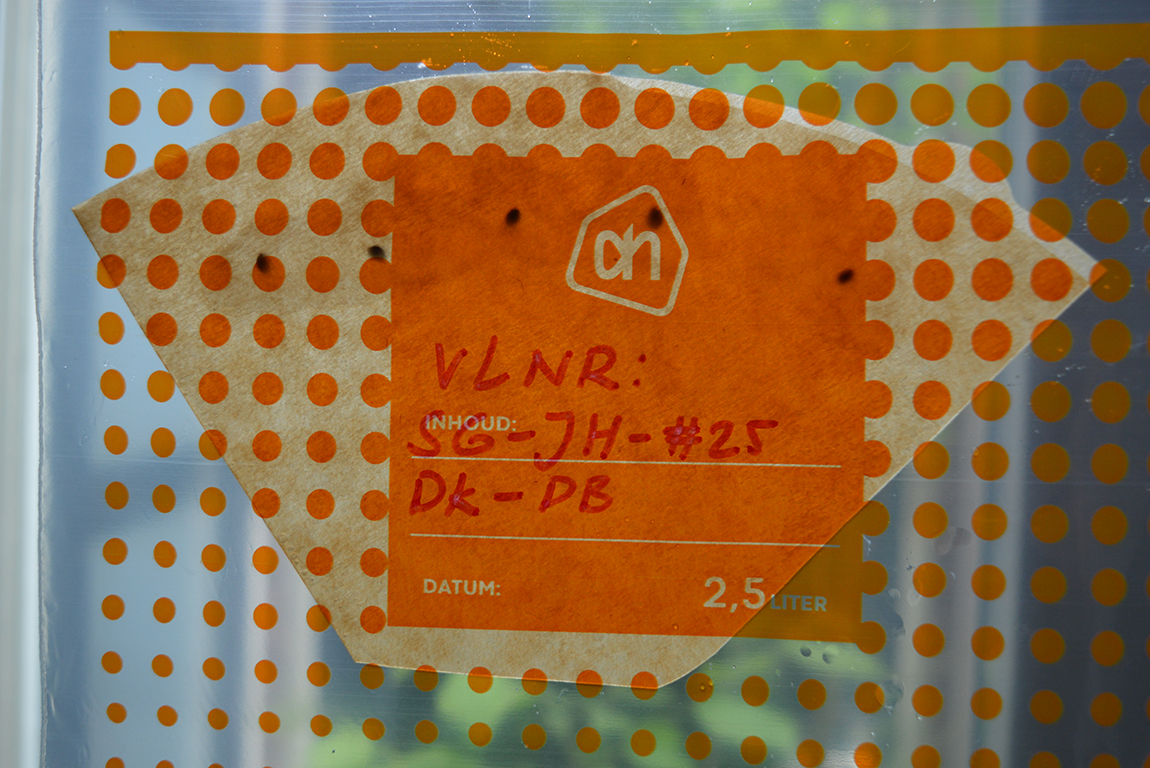 ah
VLNR:
INHOUD:
SG-JH-#25
DK-DB
DATUM:
2,5 LITER